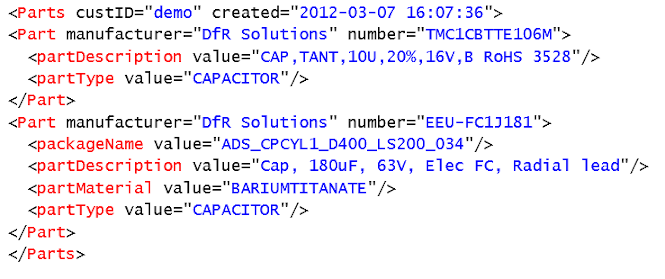 <Parts custID="demo" created="2012-03-07 16:07:36">
<Part manufacturer="DfR Solutions" number="TMC1CBTTE106M">
<partDescription value="CAP,TANT,10U,20%,16V,B RoHS 3528"/>
<partType value="CAPACITOR"/>
</Part>
<Part manufacturer="DfR Solutions" number="EEU-FC1J181">
<packageName value="ADS_CPCYL1_D400_LS200_034"/>
<partDescription value="Cap, 180uF, 63V, Elec FC, Radial lead"/>
<partMaterial value="BARIUMTITANATE"/>
<partType value="CAPACITOR"/>
</Part>
</Parts>